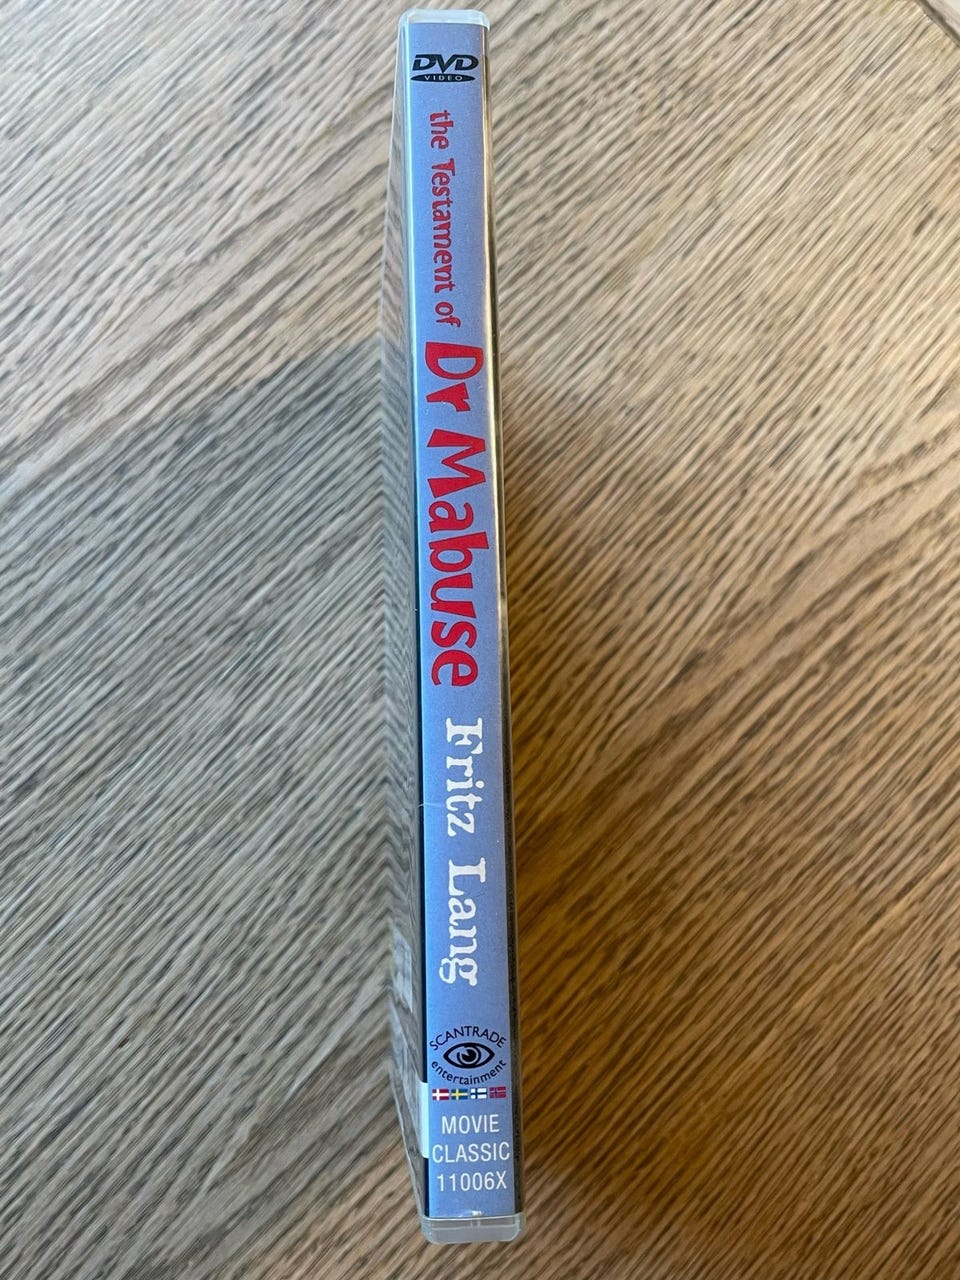 DVD
VIDEO
the Testament of Dr Mabuse Fritz Lang
SCANTRADE
entertainment
MOVIE
CLASSIC
11006X